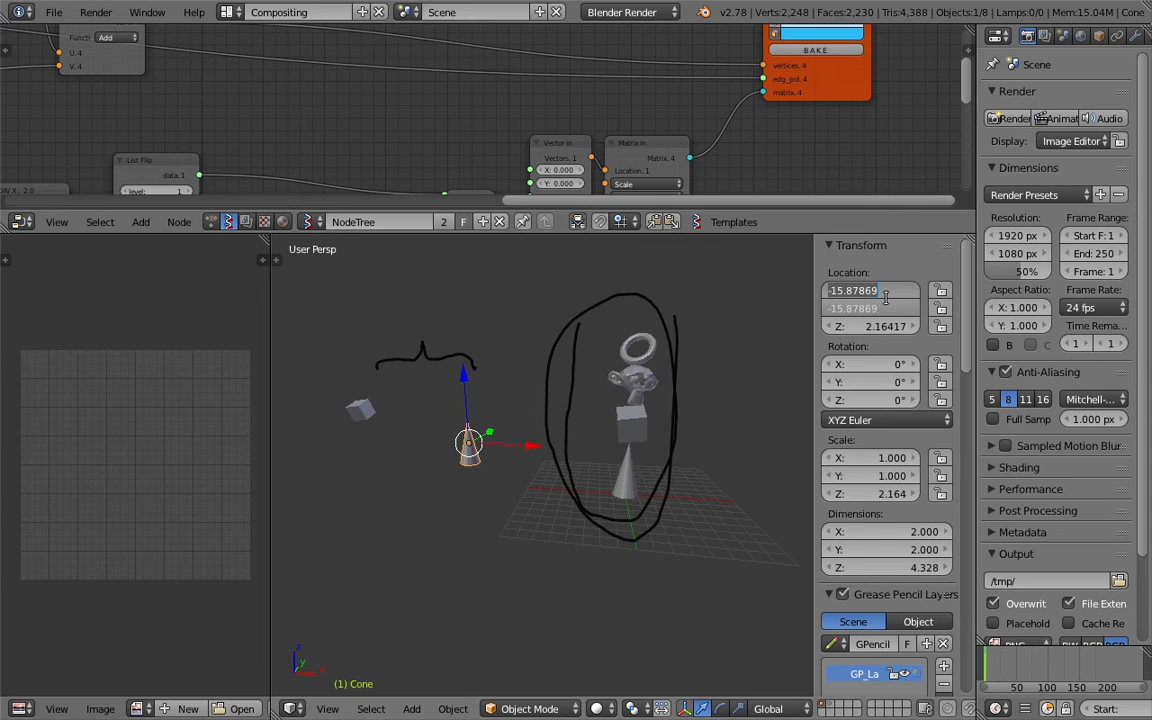 File Render Window Help Compositing Scene Blender Render v2.78 | Verts:2,248 | Faces:2,230 | Tris:4,388 | Objects:1/8 | Lamps:0/0 | Mem:15.04M | Cone
Functi Add
U. 4
V. 4
BAKE
vertices. 4
edg_pol. 4
matrix. 4
List Flip
data. 1
level: 1
DIV X , 2.0
Vector in
Vectors. 1
X: 0.000
Y: 0.000
Matrix in
Matrix. 4
Location. 1
Scale
View Select Add Node NodeTree 2 F Templates
User Persp
(1) Cone
Transform
Location:
-15.87869
-15.87869
Z: 2.16417
Rotation:
X: 0°
Y: 0°
Z: 0°
XYZ Euler
Scale:
X: 1.000
Y: 1.000
Z: 2.164
Dimensions:
X: 2.000
Y: 2.000
Z: 4.328
Grease Pencil Layers
Scene Object
GPencil F
GP_La
Scene
Render
Render Animat Audio
Display: Image Editor
Dimensions
Render Presets
Resolution: Frame Range:
1920 px Start F: 1
1080 px End: 250
50% Frame: 1
Aspect Ratio: Frame Rate:
X: 1.000 24 fps
Y: 1.000 Time Rema...
B C 1 1
Anti-Aliasing
5 8 11 16 Mitchell-...
Full Samp 1.000 px
Sampled Motion Blur
Shading
Performance
Post Processing
Metadata
Output
/tmp/
Overwrit File Exten
Placehold Cache Re
50 100 150 200
View Image New Open View Select Add Object Object Mode Global Start: